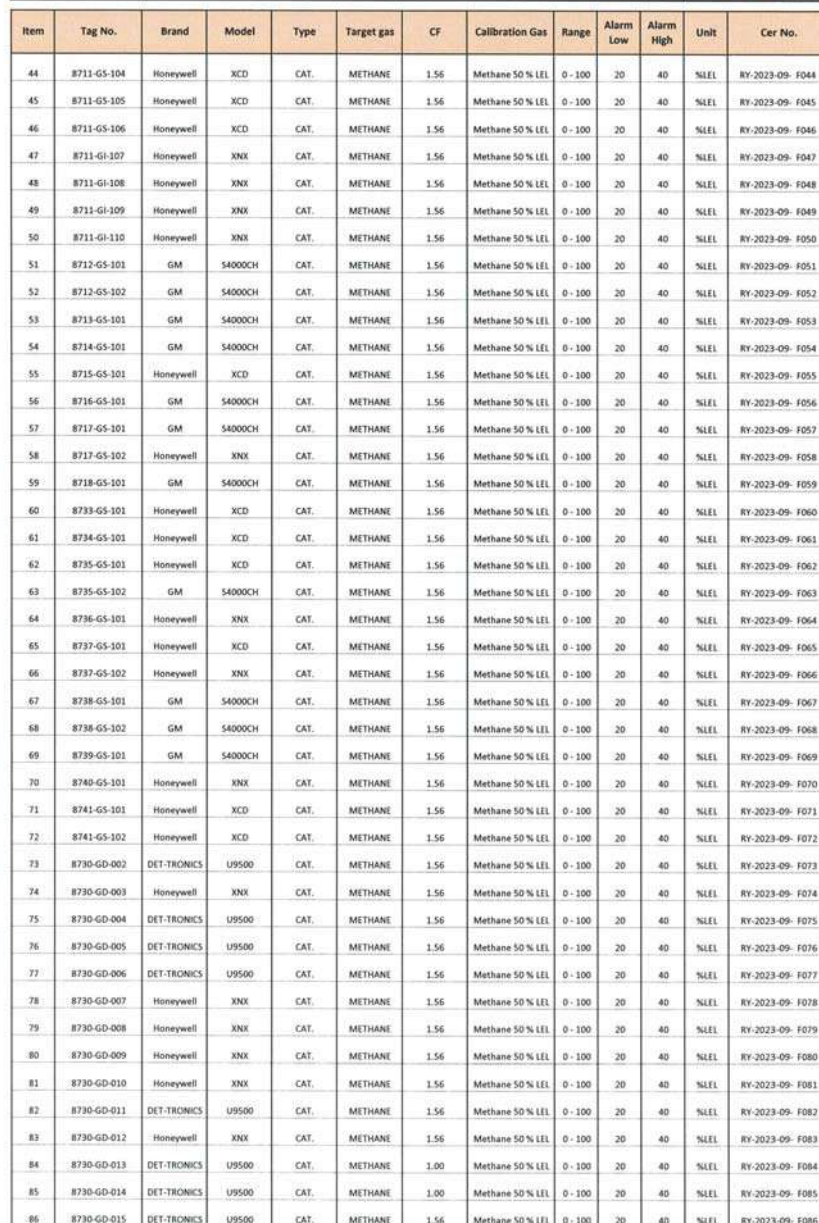 Item Tag No. Brand Model Type Target gas CF Calibration Gas Range Alarm Low Alarm High Unit Cer No.
44 8711-GS-104 Honeywell XCD CAT. METHANE 1.56 Methane 50 % LEL 0 - 100 20 40 %LEL RY-2023-09- F044
45 8711-GS-105 Honeywell XCD CAT. METHANE 1.56 Methane 50 % LEL 0 - 100 20 40 %LEL RY-2023-09- F045
46 8711-GS-106 Honeywell XCD CAT. METHANE 1.56 Methane 50 % LEL 0 - 100 20 40 %LEL RY-2023-09- F046
47 8711-GI-107 Honeywell XNX CAT. METHANE 1.56 Methane 50 % LEL 0 - 100 20 40 %LEL RY-2023-09- F047
48 8711-GI-108 Honeywell XNX CAT. METHANE 1.56 Methane 50 % LEL 0 - 100 20 40 %LEL RY-2023-09- F048
49 8711-GI-109 Honeywell XNX CAT. METHANE 1.56 Methane 50 % LEL 0 - 100 20 40 %LEL RY-2023-09- F049
50 8711-GI-110 Honeywell XNX CAT. METHANE 1.56 Methane 50 % LEL 0 - 100 20 40 %LEL RY-2023-09- F050
51 8712-GS-101 GM S4000CH CAT. METHANE 1.56 Methane 50 % LEL 0 - 100 20 40 %LEL RY-2023-09- F051
52 8712-GS-102 GM S4000CH CAT. METHANE 1.56 Methane 50 % LEL 0 - 100 20 40 %LEL RY-2023-09- F052
53 8713-GS-101 GM S4000CH CAT. METHANE 1.56 Methane 50 % LEL 0 - 100 20 40 %LEL RY-2023-09- F053
54 8714-GS-101 GM S4000CH CAT. METHANE 1.56 Methane 50 % LEL 0 - 100 20 40 %LEL RY-2023-09- F054
55 8715-GS-101 Honeywell XCD CAT. METHANE 1.56 Methane 50 % LEL 0 - 100 20 40 %LEL RY-2023-09- F055
56 8716-GS-101 GM S4000CH CAT. METHANE 1.56 Methane 50 % LEL 0 - 100 20 40 %LEL RY-2023-09- F056
57 8717-GS-101 GM S4000CH CAT. METHANE 1.56 Methane 50 % LEL 0 - 100 20 40 %LEL RY-2023-09- F057
58 8717-GS-102 Honeywell XNX CAT. METHANE 1.56 Methane 50 % LEL 0 - 100 20 40 %LEL RY-2023-09- F058
59 8718-GS-101 GM S4000CH CAT. METHANE 1.56 Methane 50 % LEL 0 - 100 20 40 %LEL RY-2023-09- F059
60 8733-GS-101 Honeywell XCD CAT. METHANE 1.56 Methane 50 % LEL 0 - 100 20 40 %LEL RY-2023-09- F060
61 8734-GS-101 Honeywell XCD CAT. METHANE 1.56 Methane 50 % LEL 0 - 100 20 40 %LEL RY-2023-09- F061
62 8735-GS-101 Honeywell XCD CAT. METHANE 1.56 Methane 50 % LEL 0 - 100 20 40 %LEL RY-2023-09- F062
63 8735-GS-102 GM S4000CH CAT. METHANE 1.56 Methane 50 % LEL 0 - 100 20 40 %LEL RY-2023-09- F063
64 8736-GS-101 Honeywell XNX CAT. METHANE 1.56 Methane 50 % LEL 0 - 100 20 40 %LEL RY-2023-09- F064
65 8737-GS-101 Honeywell XCD CAT. METHANE 1.56 Methane 50 % LEL 0 - 100 20 40 %LEL RY-2023-09- F065
66 8737-GS-102 Honeywell XNX CAT. METHANE 1.56 Methane 50 % LEL 0 - 100 20 40 %LEL RY-2023-09- F066
67 8738-GS-101 GM S4000CH CAT. METHANE 1.56 Methane 50 % LEL 0 - 100 20 40 %LEL RY-2023-09- F067
68 8738-GS-102 GM S4000CH CAT. METHANE 1.56 Methane 50 % LEL 0 - 100 20 40 %LEL RY-2023-09- F068
69 8739-GS-101 GM S4000CH CAT. METHANE 1.56 Methane 50 % LEL 0 - 100 20 40 %LEL RY-2023-09- F069
70 8740-GS-101 Honeywell XNX CAT. METHANE 1.56 Methane 50 % LEL 0 - 100 20 40 %LEL RY-2023-09- F070
71 8741-GS-101 Honeywell XCD CAT. METHANE 1.56 Methane 50 % LEL 0 - 100 20 40 %LEL RY-2023-09- F071
72 8741-GS-102 Honeywell XCD CAT. METHANE 1.56 Methane 50 % LEL 0 - 100 20 40 %LEL RY-2023-09- F072
73 8730-GD-002 DET-TRONICS U9500 CAT. METHANE 1.56 Methane 50 % LEL 0 - 100 20 40 %LEL RY-2023-09- F073
74 8730-GD-003 Honeywell XNX CAT. METHANE 1.56 Methane 50 % LEL 0 - 100 20 40 %LEL RY-2023-09- F074
75 8730-GD-004 DET-TRONICS U9500 CAT. METHANE 1.56 Methane 50 % LEL 0 - 100 20 40 %LEL RY-2023-09- F075
76 8730-GD-005 DET-TRONICS U9500 CAT. METHANE 1.56 Methane 50 % LEL 0 - 100 20 40 %LEL RY-2023-09- F076
77 8730-GD-006 DET-TRONICS U9500 CAT. METHANE 1.56 Methane 50 % LEL 0 - 100 20 40 %LEL RY-2023-09- F077
78 8730-GD-007 Honeywell XNX CAT. METHANE 1.56 Methane 50 % LEL 0 - 100 20 40 %LEL RY-2023-09- F078
79 8730-GD-008 Honeywell XNX CAT. METHANE 1.56 Methane 50 % LEL 0 - 100 20 40 %LEL RY-2023-09- F079
80 8730-GD-009 Honeywell XNX CAT. METHANE 1.56 Methane 50 % LEL 0 - 100 20 40 %LEL RY-2023-09- F080
81 8730-GD-010 Honeywell XNX CAT. METHANE 1.56 Methane 50 % LEL 0 - 100 20 40 %LEL RY-2023-09- F081
82 8730-GD-011 DET-TRONICS U9500 CAT. METHANE 1.56 Methane 50 % LEL 0 - 100 20 40 %LEL RY-2023-09- F082
83 8730-GD-012 Honeywell XNX CAT. METHANE 1.56 Methane 50 % LEL 0 - 100 20 40 %LEL RY-2023-09- F083
84 8730-GD-013 DET-TRONICS U9500 CAT. METHANE 1.00 Methane 50 % LEL 0 - 100 20 40 %LEL RY-2023-09- F084
85 8730-GD-014 DET-TRONICS U9500 CAT. METHANE 1.00 Methane 50 % LEL 0 - 100 20 40 %LEL RY-2023-09- F085
86 8730-GD-015 DET-TRONICS U9500 CAT. METHANE 1.56 Methane 50 % LEL 0 - 100 20 40 %LEL RY-2023-09- F086